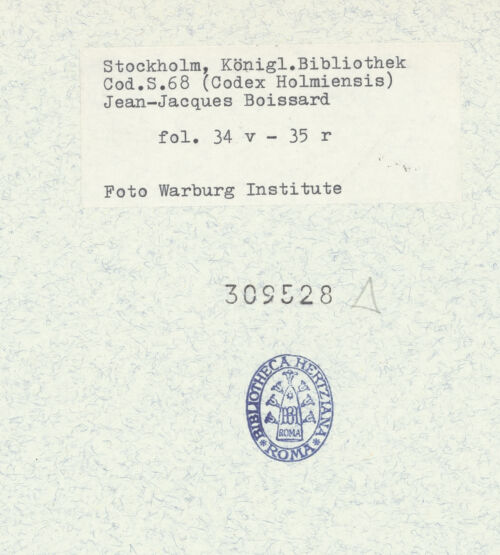 Stockholm, Königl.Bibliothek
Cod.S.68 (Codex Holmiensis)
Jean-Jacques Boissard
fol. 34 v - 35 r
Foto Warburg Institute
309528
BIBLIOTHECA HERTZIANA
ROMA
*ROMA*